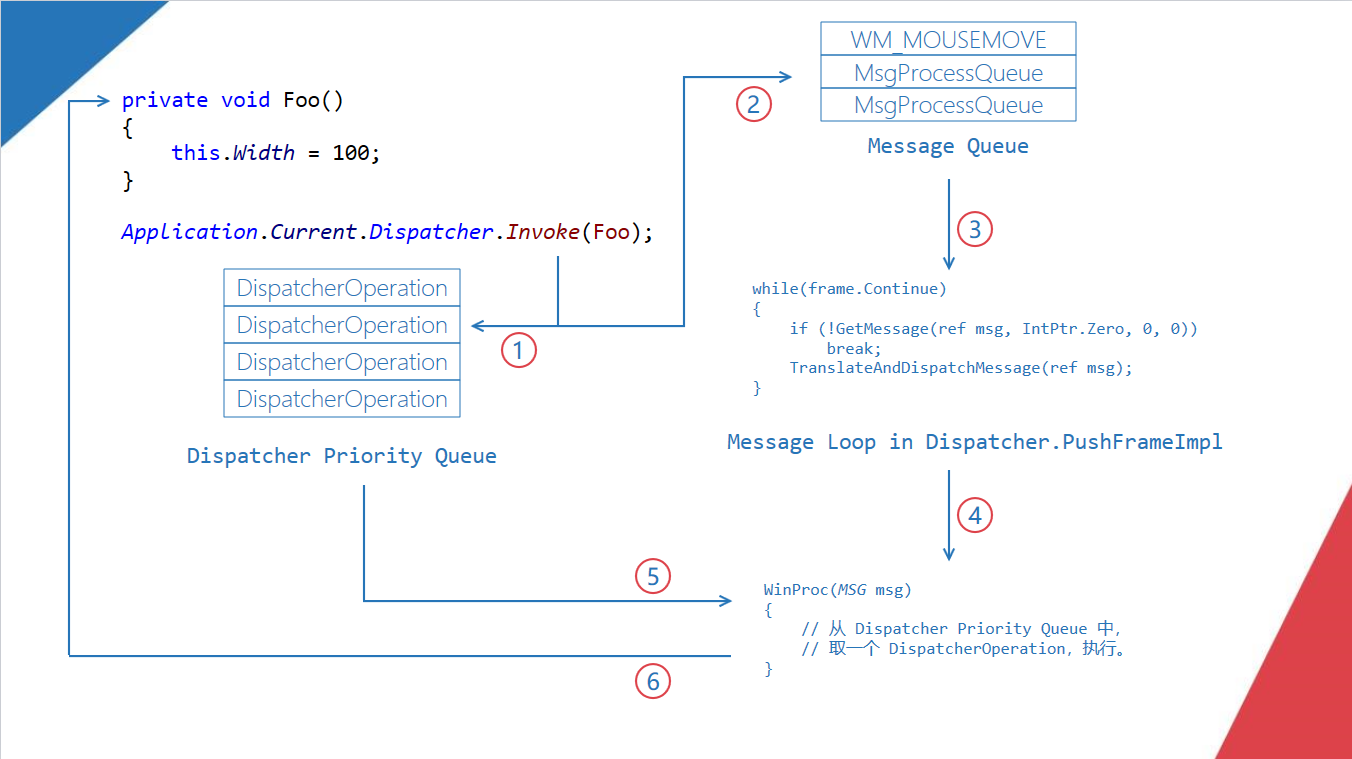 private void Foo()
{
    this.Width = 100;
}
Application.Current.Dispatcher.Invoke(Foo);
DispatcherOperation
DispatcherOperation
DispatcherOperation
DispatcherOperation
Dispatcher Priority Queue
1
2
WM_MOUSEMOVE
MsgProcessQueue
MsgProcessQueue
Message Queue
3
while(frame.Continue)
{
    if (!GetMessage(ref msg, IntPtr.Zero, 0, 0))
        break;
    TranslateAndDispatchMessage(ref msg);
}
Message Loop in Dispatcher.PushFrameImpl
4
5
WinProc(MSG msg)
{
    // 从 Dispatcher Priority Queue 中，
    // 取一个 DispatcherOperation，执行。
}
6